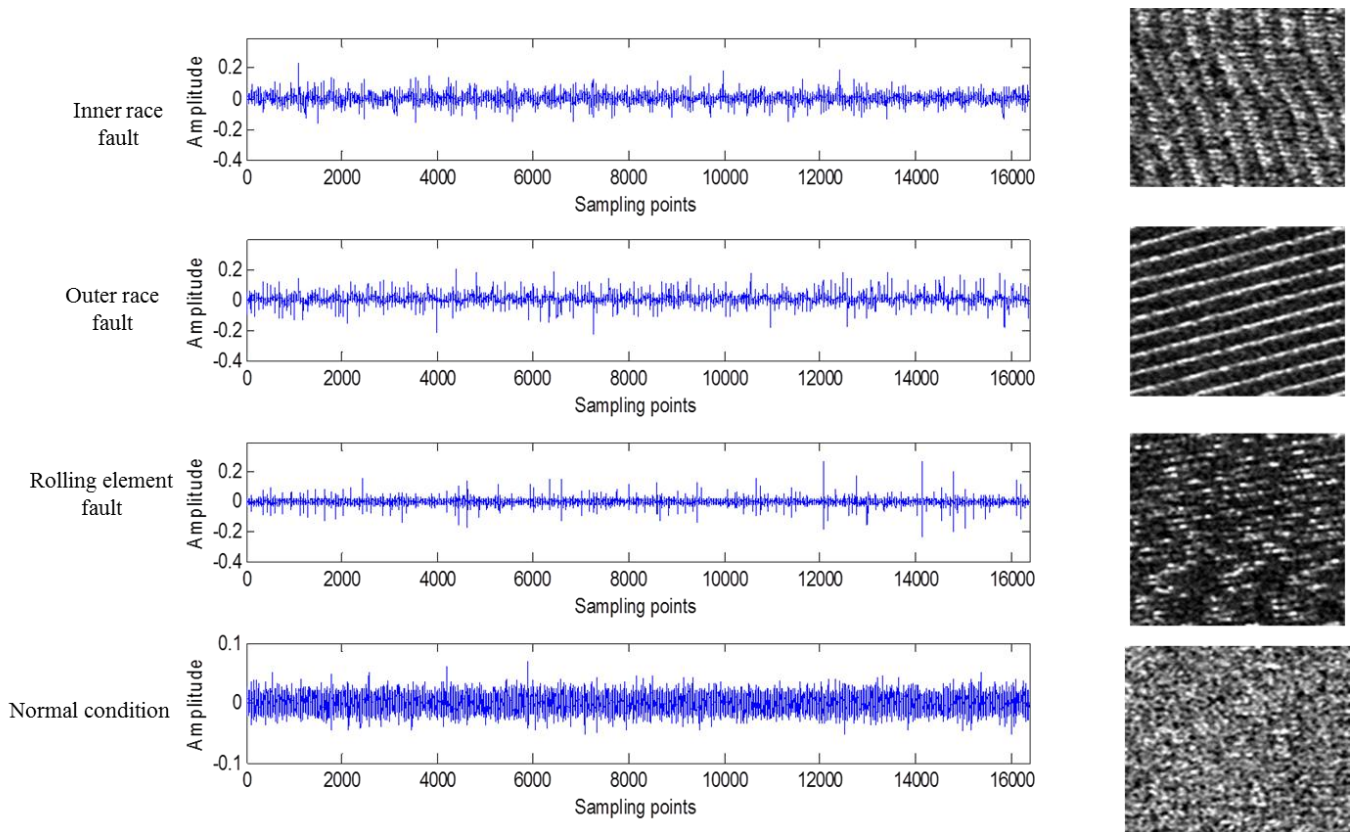 Inner race
fault
Amplitude
0.2
0
-0.2
-0.4
0 2000 4000 6000 8000 10000 12000 14000 16000
Sampling points
Outer race
fault
Amplitude
0.2
0
-0.2
-0.4
0 2000 4000 6000 8000 10000 12000 14000 16000
Sampling points
Rolling element
fault
Amplitude
0.2
0
-0.2
-0.4
0 2000 4000 6000 8000 10000 12000 14000 16000
Sampling points
Normal condition
Amplitude
0.1
0
-0.1
0 2000 4000 6000 8000 10000 12000 14000 16000
Sampling points